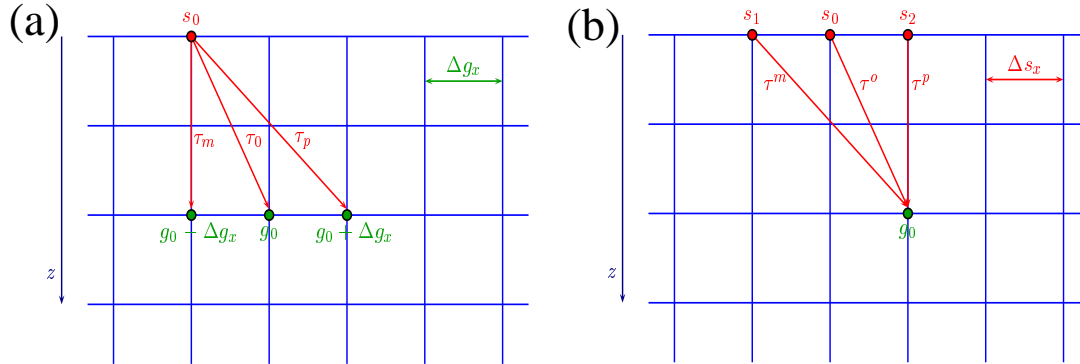 (a)
s_0
Δg_x
τ_m
τ_0
τ_p
g_0 − Δg_x
g_0
g_0 + Δg_x
z
(b)
s_1
s_0
s_2
Δs_x
τ^m
τ^o
τ^p
g_0
z